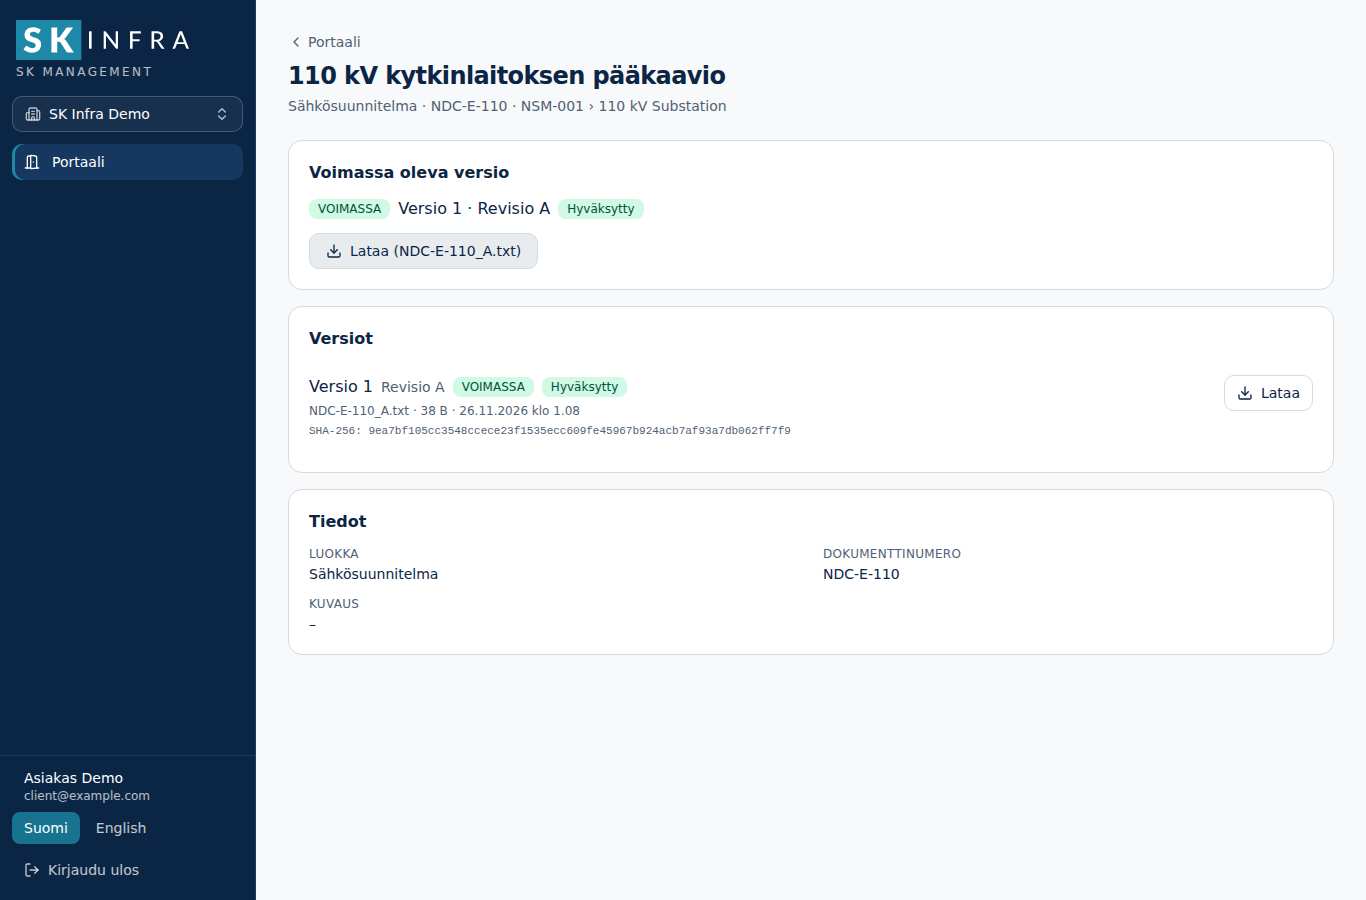 SK INFRA
SK MANAGEMENT
SK Infra Demo
Portaali
Asiakas Demo
client@example.com
Suomi English
Kirjaudu ulos
Portaali
110 kV kytkinlaitoksen pääkaavio
Sähkösuunnitelma · NDC-E-110 · NSM-001 › 110 kV Substation
Voimassa oleva versio
VOIMASSA Versio 1 · Revisio A Hyväksytty
Lataa (NDC-E-110_A.txt)
Versiot
Versio 1 Revisio A VOIMASSA Hyväksytty
Lataa
NDC-E-110_A.txt · 38 B · 26.11.2026 klo 1.08
SHA-256: 9ea7bf105cc3548ccece23f1535ecc609fe45967b924acb7af93a7db062ff7f9
Tiedot
LUOKKA
Sähkösuunnitelma
DOKUMENTTINUMERO
NDC-E-110
KUVAUS
–